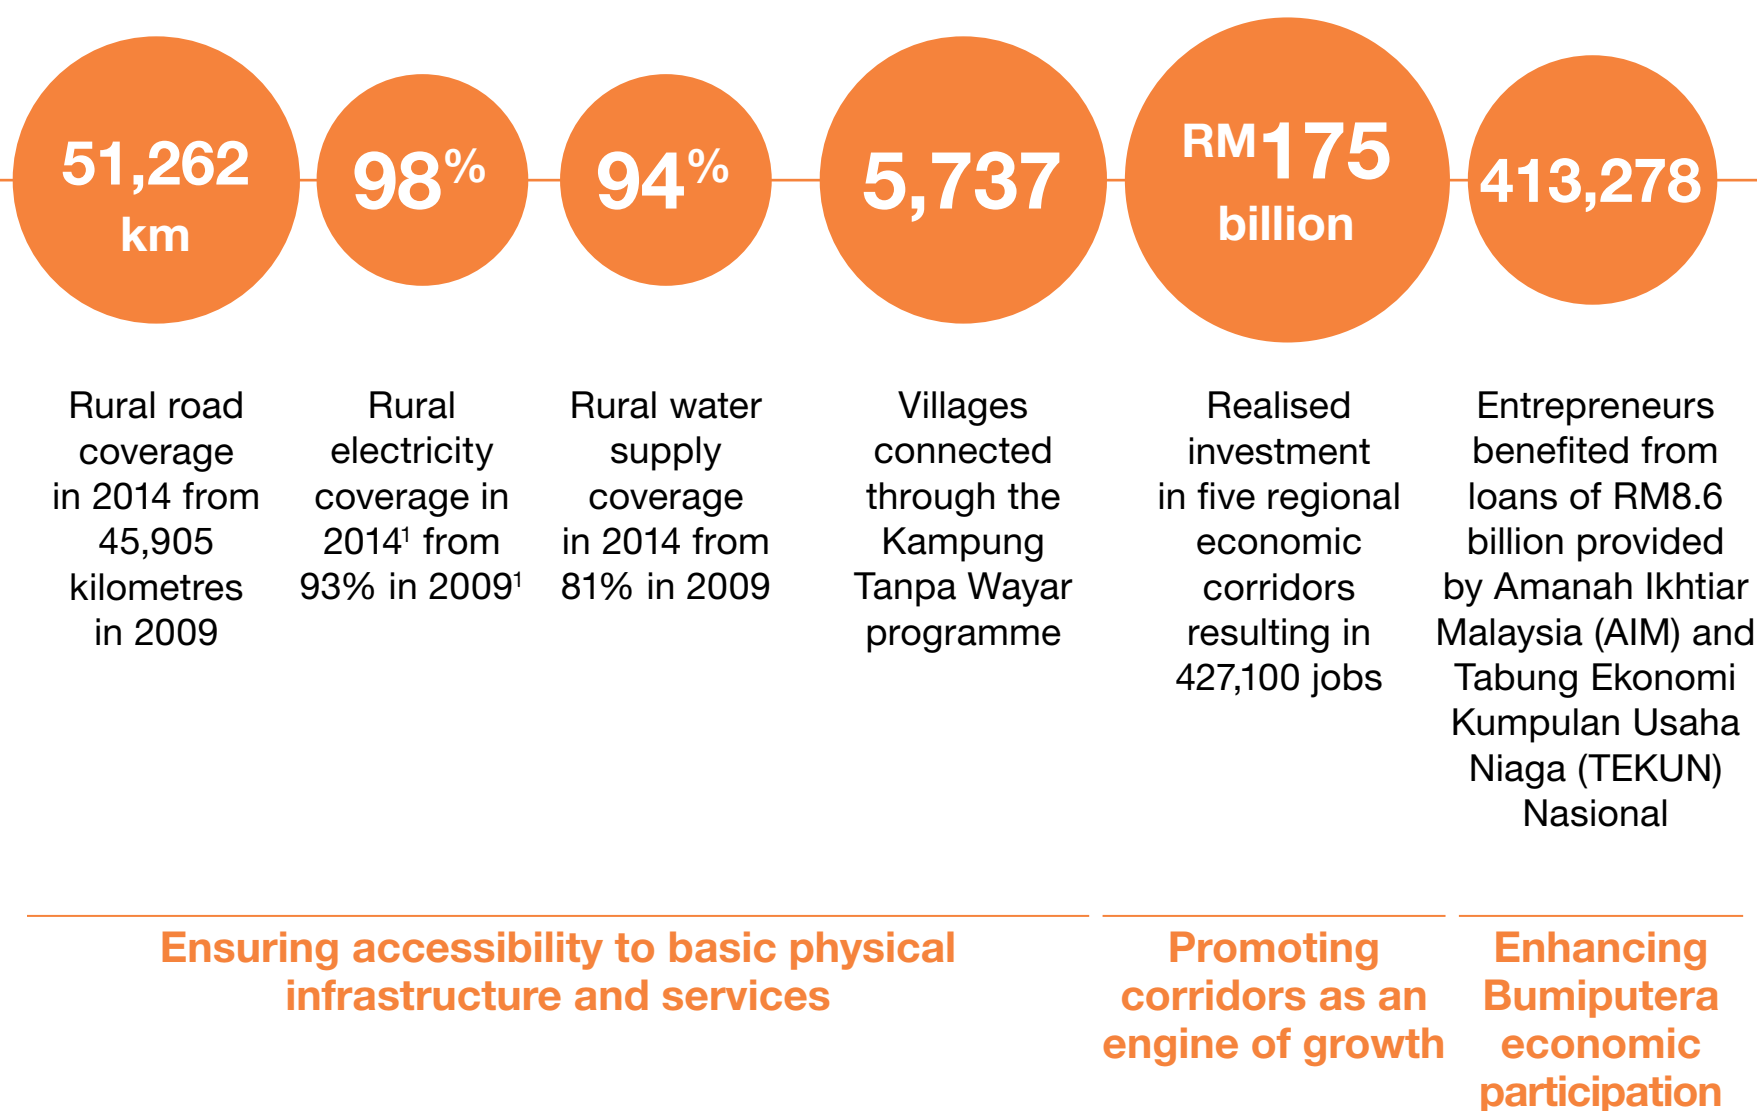 51,262
km
98%
94%
5,737
RM175
billion
413,278
Rural road
coverage
in 2014 from
45,905
kilometres
in 2009
Rural
electricity
coverage in
2014¹ from
93% in 2009¹
Rural water
supply
coverage
in 2014 from
81% in 2009
Villages
connected
through the
Kampung
Tanpa Wayar
programme
Realised
investment
in five regional
economic
corridors
resulting in
427,100 jobs
Entrepreneurs
benefited from
loans of RM8.6
billion provided
by Amanah Ikhtiar
Malaysia (AIM) and
Tabung Ekonomi
Kumpulan Usaha
Niaga (TEKUN)
Nasional
Ensuring accessibility to basic physical
infrastructure and services
Promoting
corridors as an
engine of growth
Enhancing
Bumiputera
economic
participation